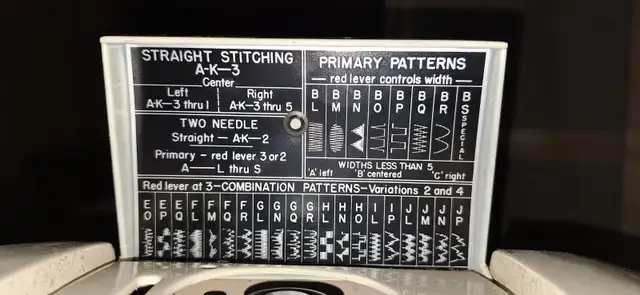 STRAIGHT STITCHING
A-K-3
Center
Left Right
A-K-3 thru 1 A-K-3 thru 5
TWO NEEDLE
Straight - A-K-2
Primary - red lever 3 or 2
A—L thru S
PRIMARY PATTERNS
red lever controls width
B B B B B B B B
L M N O P Q R S
SPECIAL
WIDTHS LESS THAN 5
'A' left 'B' centered 'C' right
Red lever at 3-COMBINATION PATTERNS-Variations 2 and 4
E E E F F F F G G G G H H H I I J J J J
O P Q L M Q R L N Q R L N O L P L M N P